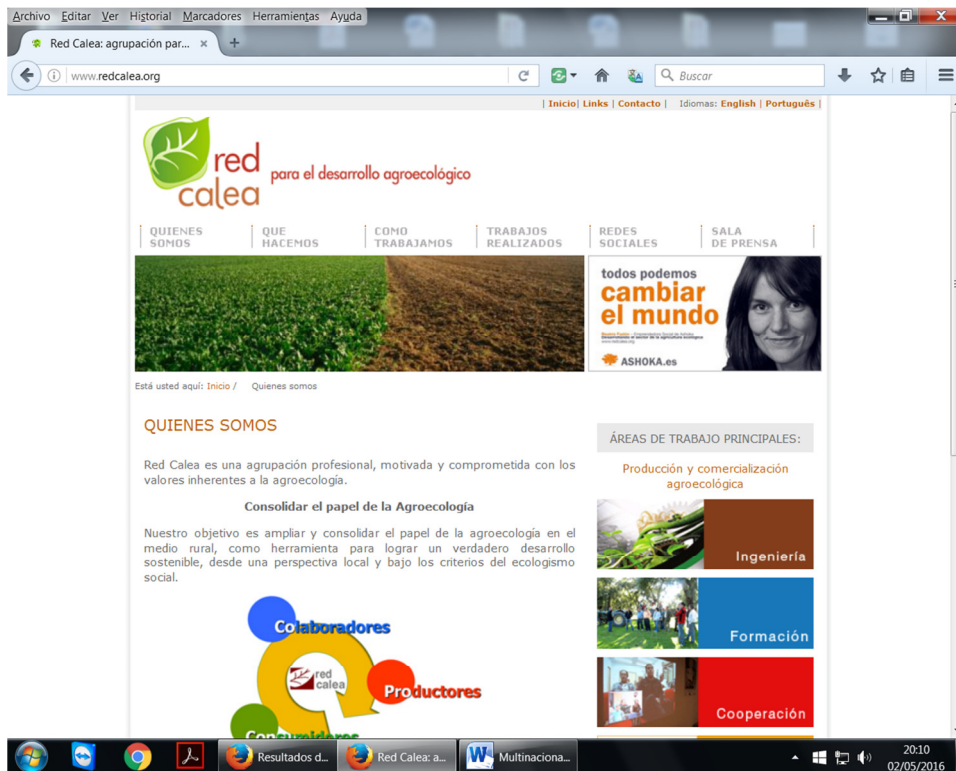 Archivo Editar Ver Historial Marcadores Herramientas Ayuda
Red Calea: agrupación par... × +
www.redcalea.org
Buscar
| Inicio| Links | Contacto | Idiomas: English | Português |
red
calea
para el desarrollo agroecológico
QUIENES
SOMOS
QUE
HACEMOS
COMO
TRABAJAMOS
TRABAJOS
REALIZADOS
REDES
SOCIALES
SALA
DE PRENSA
todos podemos
cambiar
el mundo
ASHOKA.es
Está usted aquí: Inicio / Quienes somos
QUIENES SOMOS
Red Calea es una agrupación profesional, motivada y comprometida con los
valores inherentes a la agroecología.
Consolidar el papel de la Agroecología
Nuestro objetivo es ampliar y consolidar el papel de la agroecología en el
medio rural, como herramienta para lograr un verdadero desarrollo
sostenible, desde una perspectiva local y bajo los criterios del ecologismo
social.
Colaboradores
red
calea
Productores
Consumidores
ÁREAS DE TRABAJO PRINCIPALES:
Producción y comercialización
agroecológica
Ingeniería
Formación
Cooperación
Resultados d...
Red Calea: a...
Multinaciona...
20:10
02/05/2016